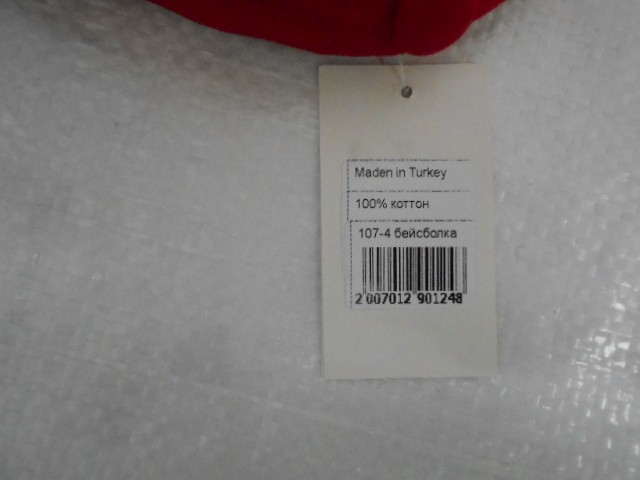 Maden in Turkey
100% коттон
107-4 бейсболка
2 007012 901248